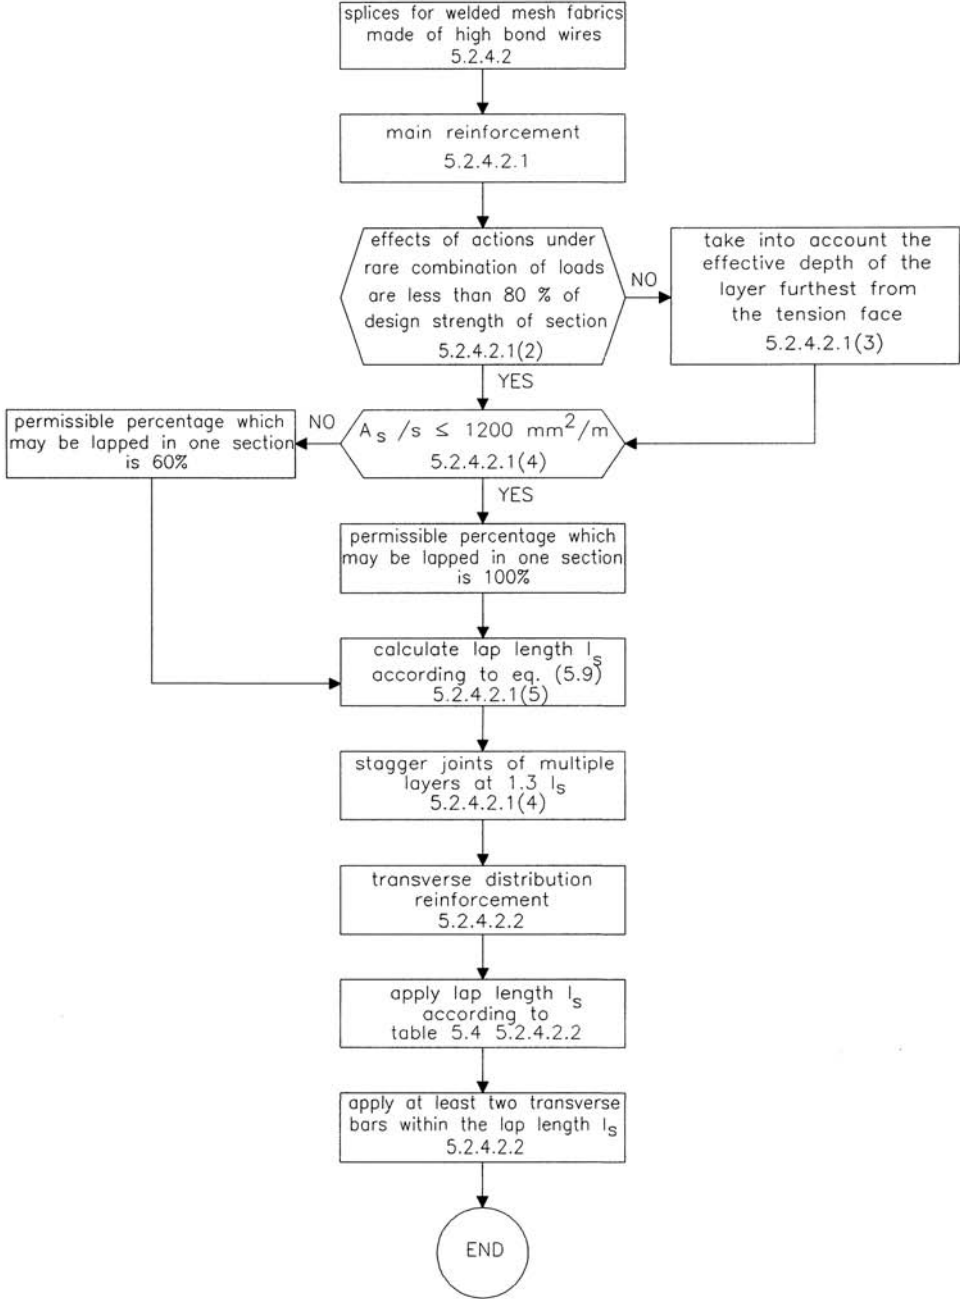 splices for welded mesh fabrics
made of high bond wires
5.2.4.2
main reinforcement
5.2.4.2.1
effects of actions under
rare combination of loads
are less than 80 % of
design strength of section
5.2.4.2.1(2)
NO
take into account the
effective depth of the
layer furthest from
the tension face
5.2.4.2.1(3)
YES
A_s /s ≤ 1200 mm²/m
5.2.4.2.1(4)
NO
permissible percentage which
may be lapped in one section
is 60%
YES
permissible percentage which
may be lapped in one section
is 100%
calculate lap length l_s
according to eq. (5.9)
5.2.4.2.1(5)
stagger joints of multiple
layers at 1.3 l_s
5.2.4.2.1(4)
transverse distribution
reinforcement
5.2.4.2.2
apply lap length l_s
according to
table 5.4 5.2.4.2.2
apply at least two transverse
bars within the lap length l_s
5.2.4.2.2
END